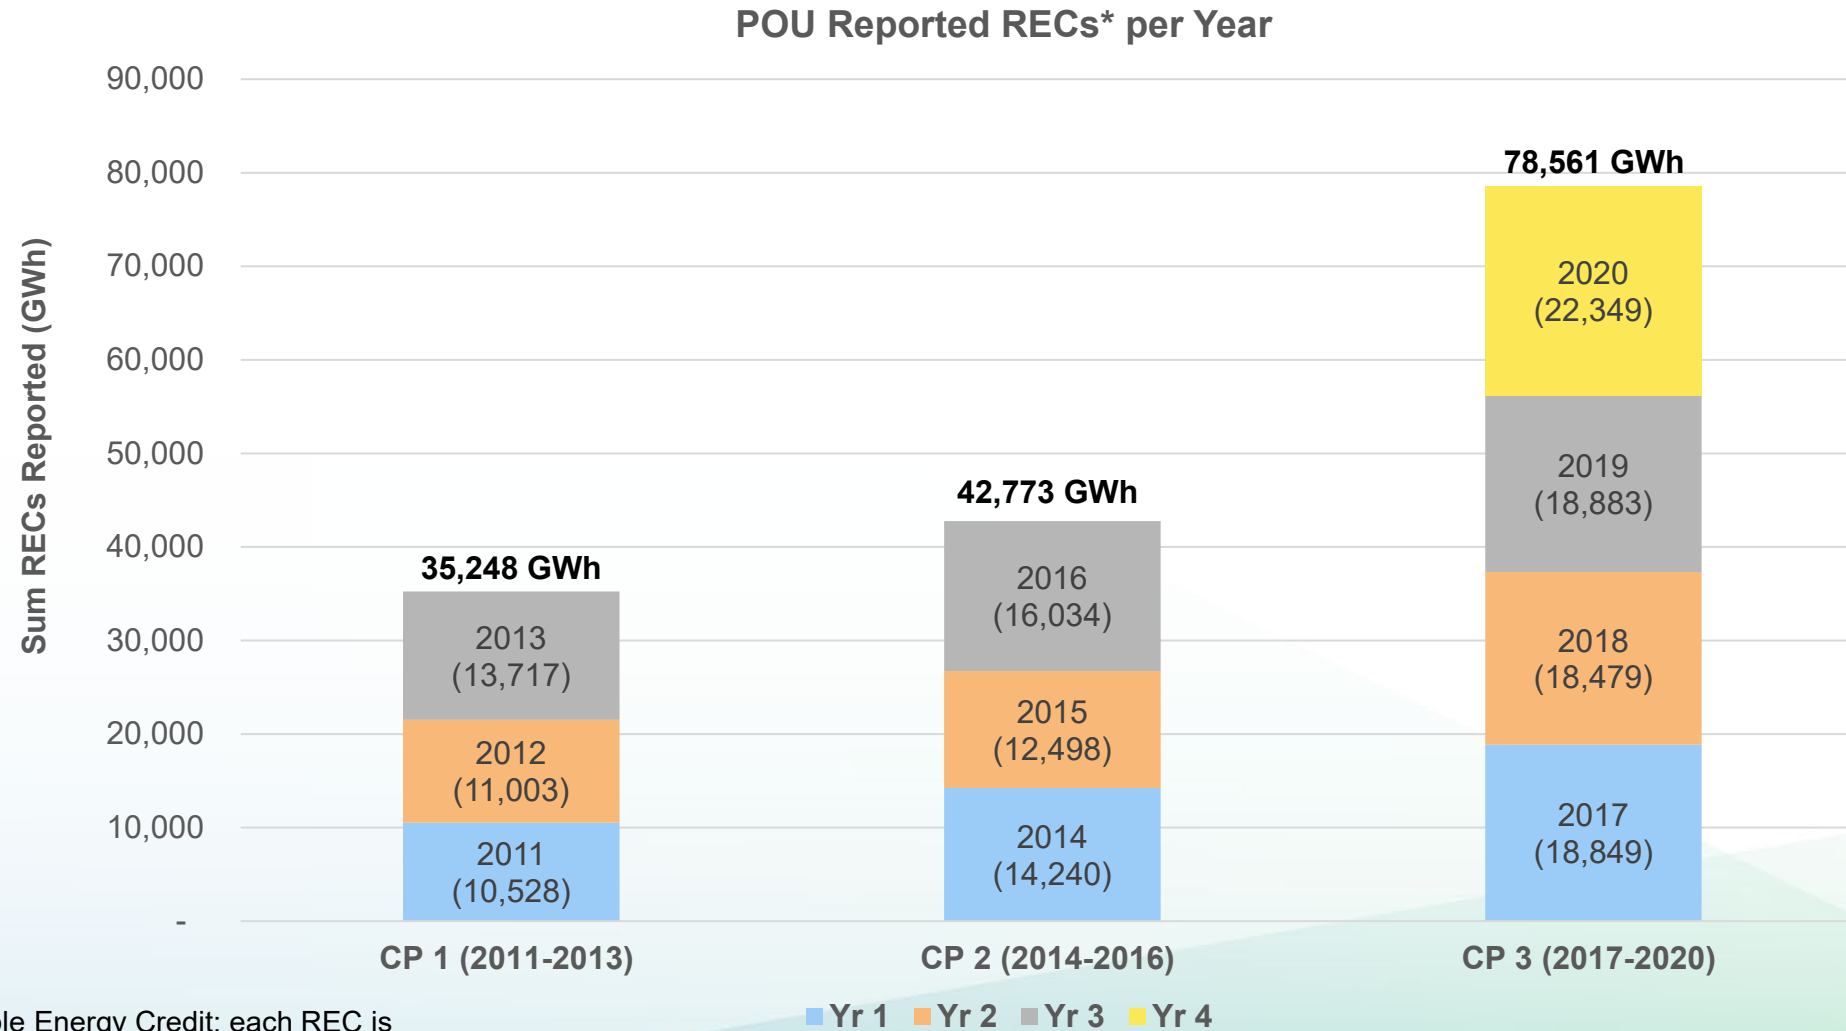 POU Reported RECs* per Year
Sum RECs Reported (GWh)
90,000
80,000
70,000
60,000
50,000
40,000
30,000
20,000
10,000
-
35,248 GWh
2013
(13,717)
2012
(11,003)
2011
(10,528)
42,773 GWh
2016
(16,034)
2015
(12,498)
2014
(14,240)
78,561 GWh
2020
(22,349)
2019
(18,883)
2018
(18,479)
2017
(18,849)
CP 1 (2011-2013)
CP 2 (2014-2016)
CP 3 (2017-2020)
Yr 1
Yr 2
Yr 3
Yr 4
Energy Credit; each REC is